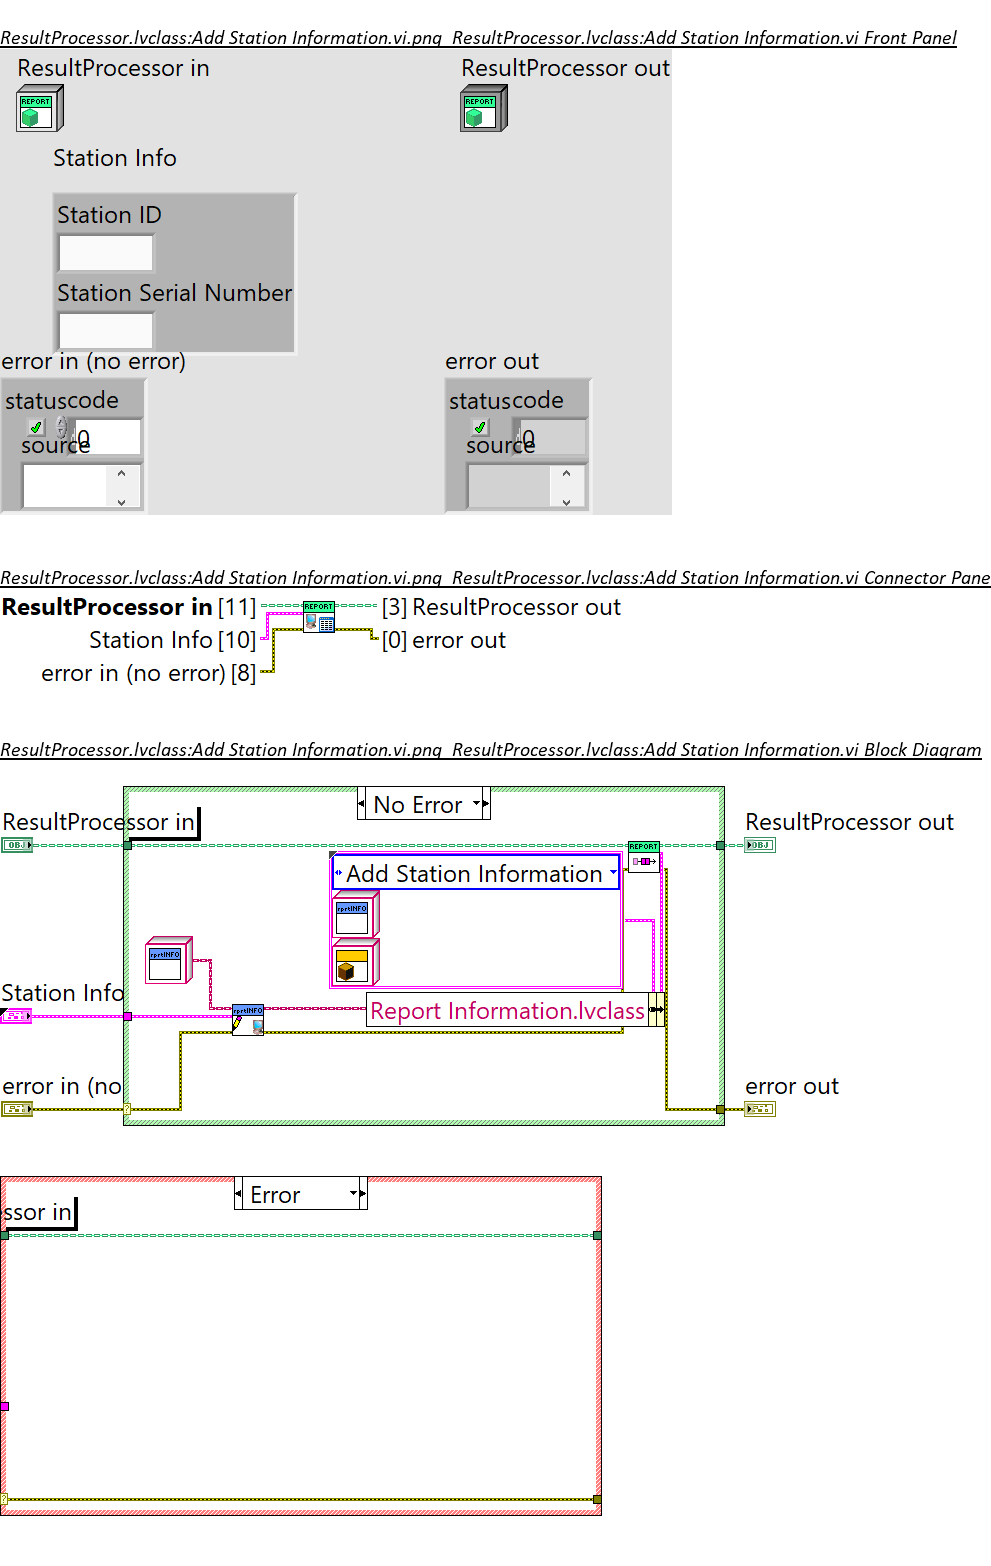 ResultProcessor.lvclass:Add Station Information.vi.png ResultProcessor.lvclass:Add Station Information.vi Front Panel
ResultProcessor in
ResultProcessor out
REPORT
REPORT
Station Info
Station ID
Station Serial Number
error in (no error)
error out
status code
status code
0
0
source
source
ResultProcessor.lvclass:Add Station Information.vi.png ResultProcessor.lvclass:Add Station Information.vi Connector Pane
ResultProcessor in [11]
REPORT
[3] ResultProcessor out
Station Info [10]
[0] error out
error in (no error) [8]
ResultProcessor.lvclass:Add Station Information.vi.png ResultProcessor.lvclass:Add Station Information.vi Block Diagram
No Error
ResultProcessor in
ResultProcessor out
OBJ
REPORT
OBJ
Add Station Information
rprtINFO
rprtINFO
Station Info
rprtINFO
Report Information.lvclass
error in (no
error out
?
Error
ssor in
?